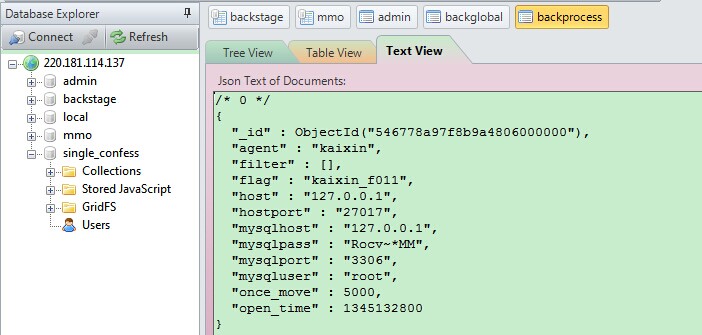 Database Explorer
Connect
Refresh
220.181.114.137
admin
backstage
local
mmo
single_confess
Collections
Stored JavaScript
GridFS
Users
backstage
mmo
admin
backglobal
backprocess
Tree View
Table View
Text View
Json Text of Documents:
/* 0 */
{
"_id" : ObjectId("546778a97f8b9a4806000000"),
"agent" : "kaixin",
"filter" : [],
"flag" : "kaixin_f011",
"host" : "127.0.0.1",
"hostport" : "27017",
"mysqlhost" : "127.0.0.1",
"mysqlpass" : "Rocv~*MM",
"mysqlport" : "3306",
"mysqluser" : "root",
"once_move" : 5000,
"open_time" : 1345132800
}